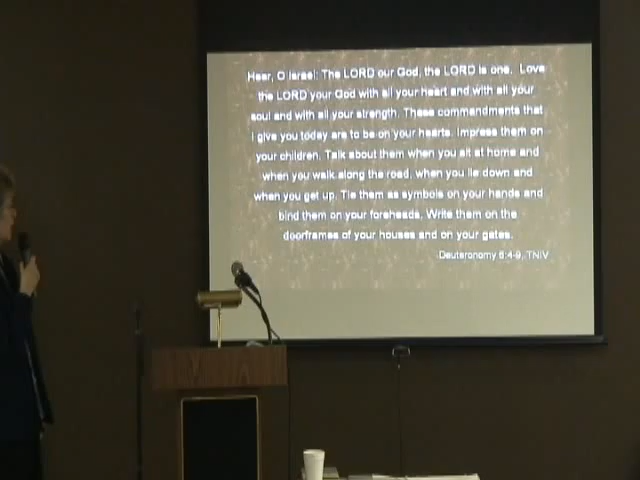 Hear, O Israel: The LORD our God, the LORD is one. Love
the LORD your God with all your heart and with all your
soul and with all your strength. These commandments that
I give you today are to be on your hearts. Impress them on
your children. Talk about them when you sit at home and
when you walk along the road, when you lie down and
when you get up. Tie them as symbols on your hands and
bind them on your foreheads. Write them on the
doorframes of your houses and on your gates.
Deuteronomy 6:4-9, TNIV